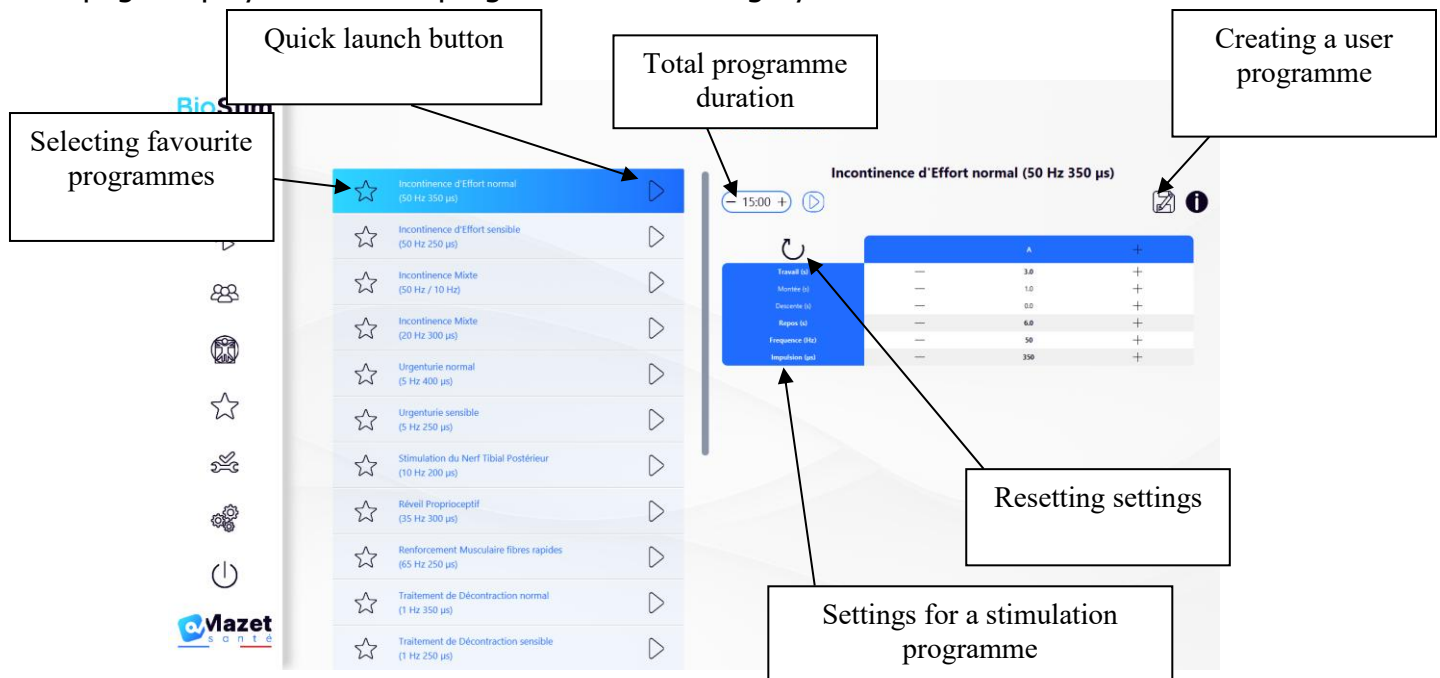 Quick launch button
Total programme
duration
Creating a user
programme
BioStim
Selecting favourite
programmes
Incontinence d'Effort normal
(50 Hz 350 µs)
Incontinence d'Effort sensible
(50 Hz 250 µs)
Incontinence Mixte
(50 Hz / 10 Hz)
Incontinence Mixte
(20 Hz 300 µs)
Urgenturie normal
(5 Hz 400 µs)
Urgenturie sensible
(5 Hz 250 µs)
Stimulation du Nerf Tibial Postérieur
(10 Hz 200 µs)
Réveil Proprioceptif
(35 Hz 300 µs)
Renforcement Musculaire fibres rapides
(65 Hz 250 µs)
Traitement de Décontraction normal
(1 Hz 350 µs)
Traitement de Décontraction sensible
(1 Hz 250 µs)
Incontinence d'Effort normal (50 Hz 350 µs)
− 15:00 +
A +
Travail (s) — 3.0 +
Montée (s) — 1.0 +
Descente (s) — 0.0 +
Repos (s) — 6.0 +
Frequence (Hz) — 50 +
Impulsion (µs) — 350 +
Resetting settings
Settings for a stimulation
programme
Mazet
santé